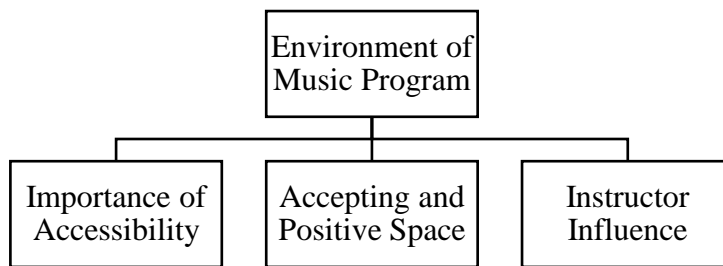 Environment of
Music Program
Importance of
Accessibility
Accepting and
Positive Space
Instructor
Influence